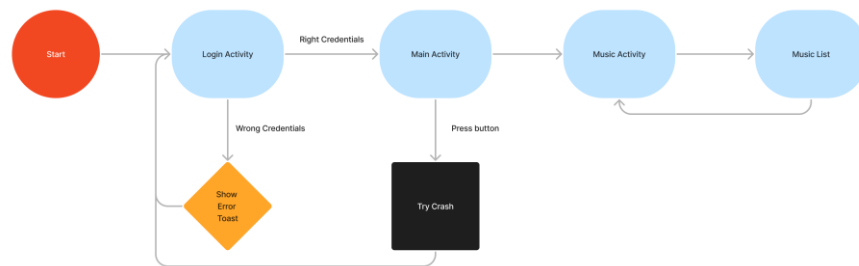 Start
Login Activity
Right Credentials
Main Activity
Music Activity
Music List
Wrong Credentials
Press button
Show
Error
Toast
Try Crash